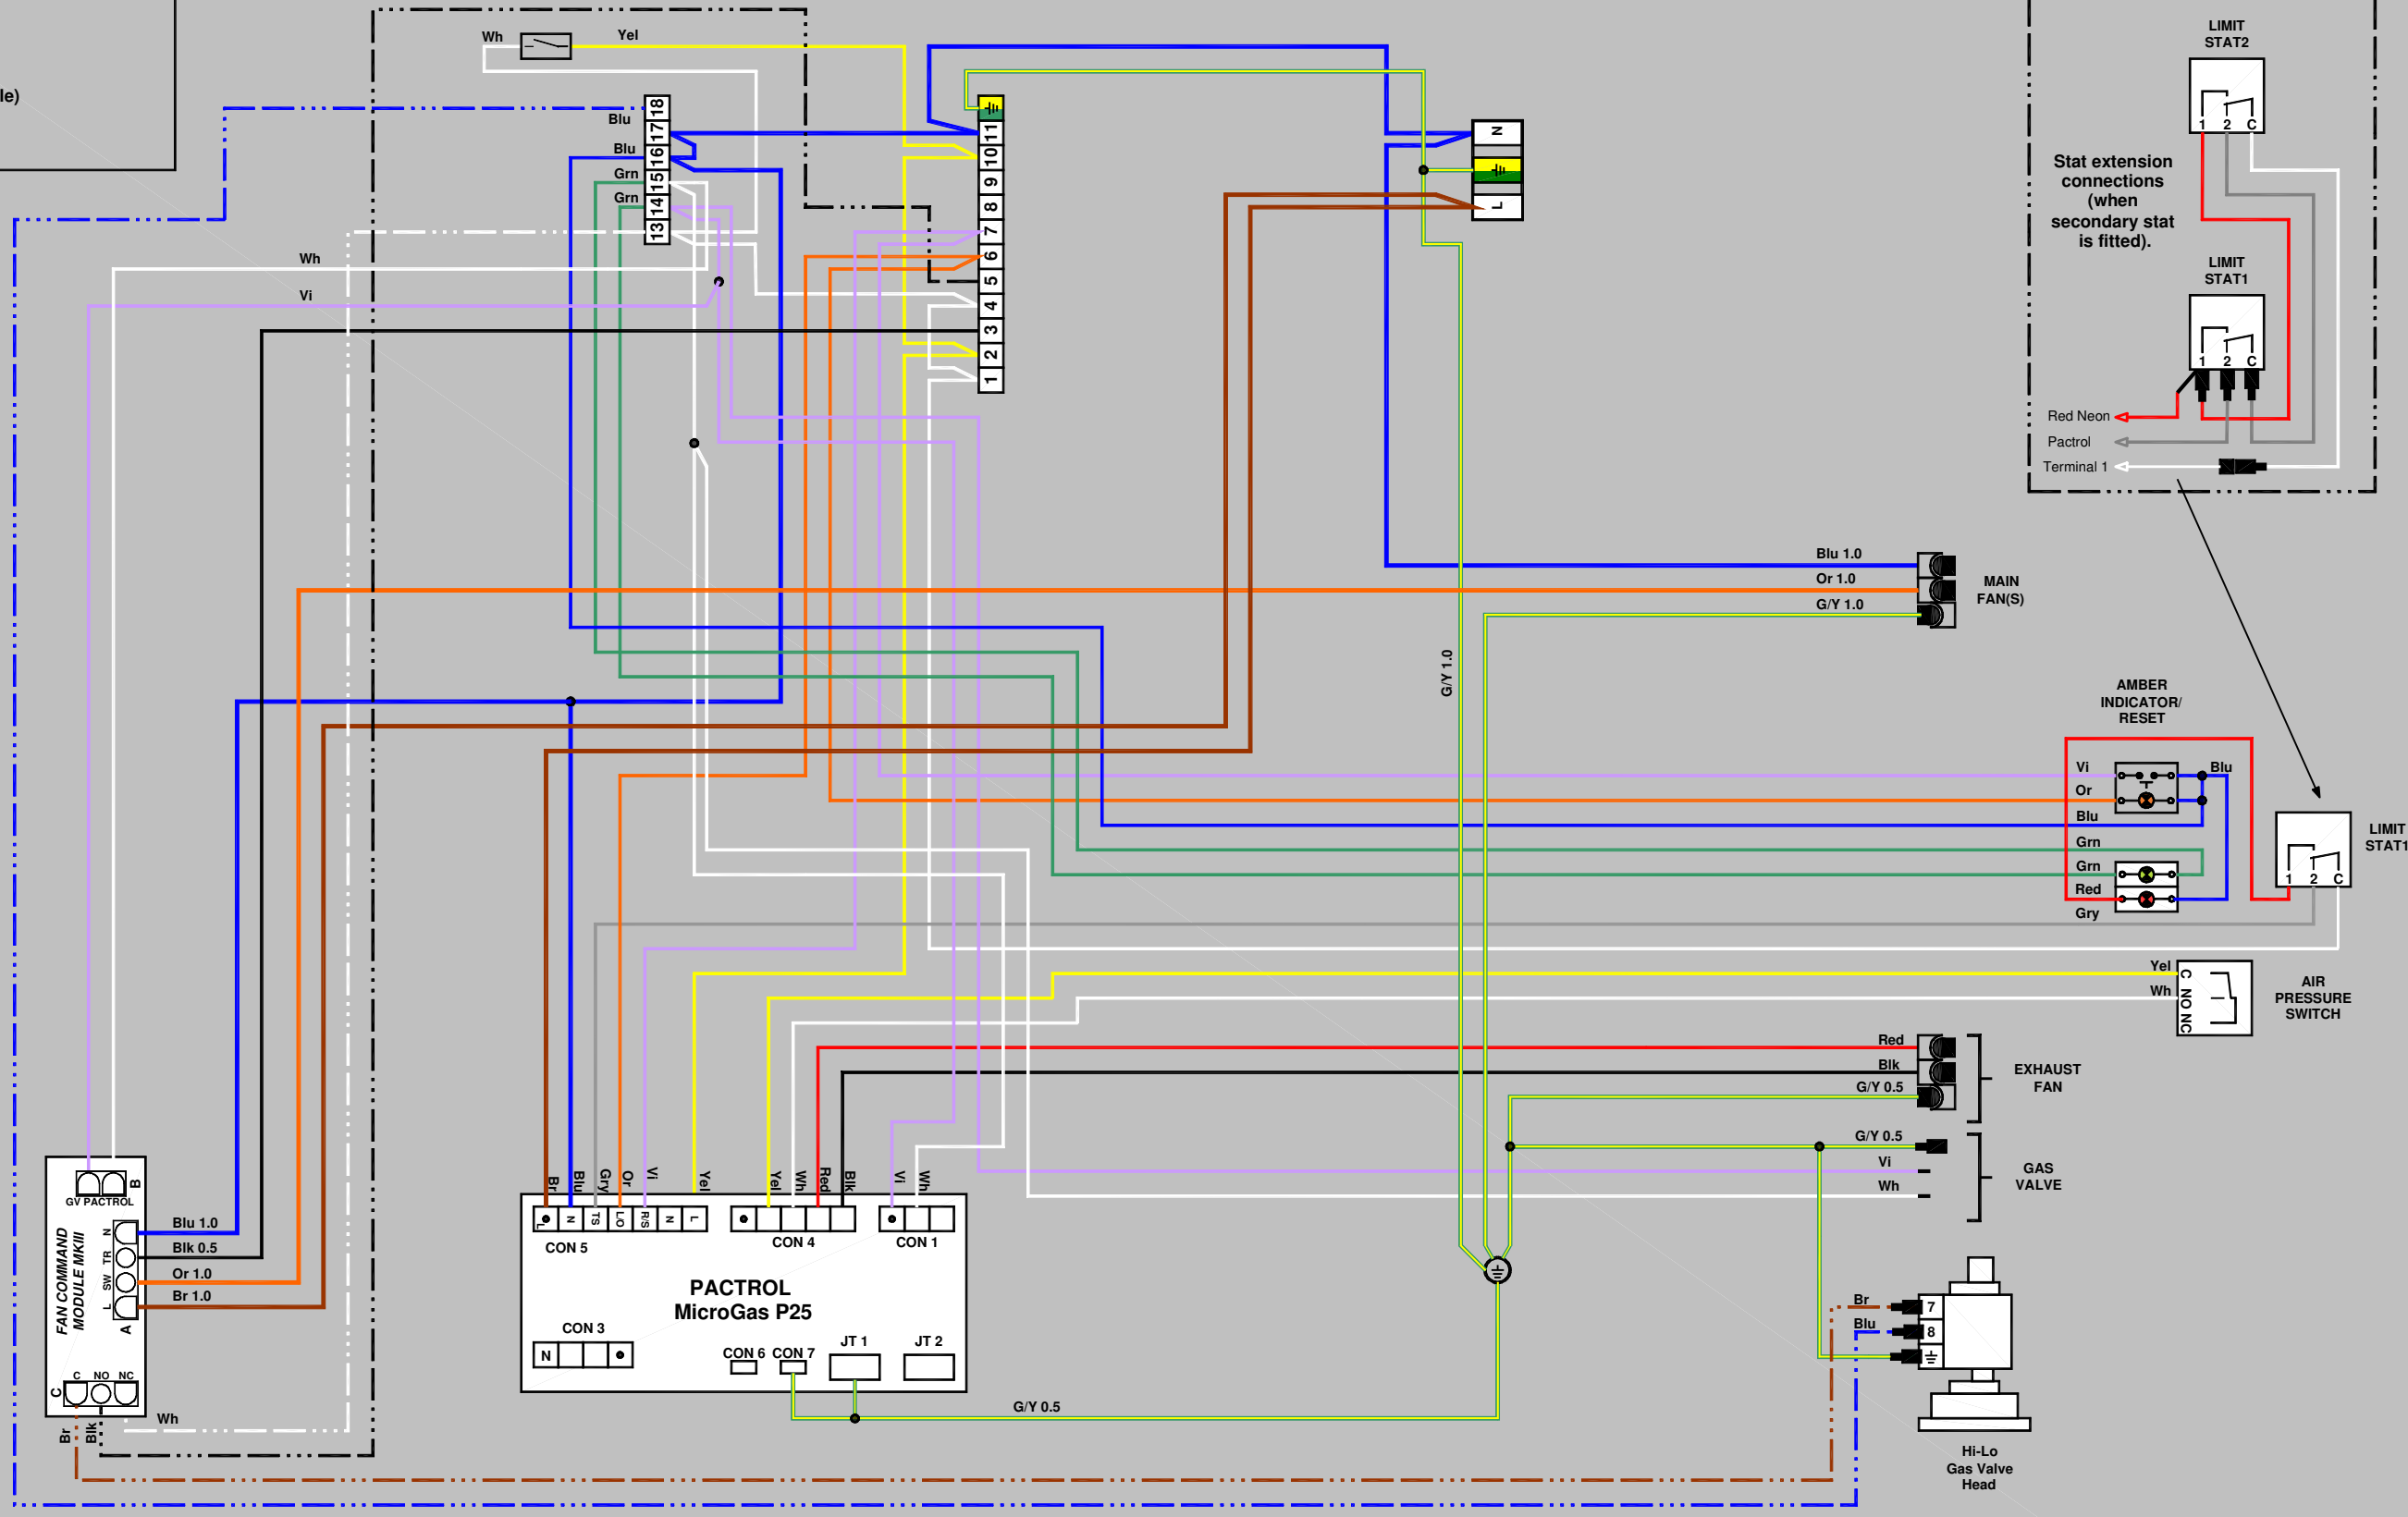 le)
Wh
Yel
Blu
Blu
Grn
Grn
18
17
16
15
14
13
11
10
9
8
7
6
5
4
3
2
1
N
L
Wh
Vi
LIMIT
STAT2
1 2 C
Stat extension
connections
(when
secondary stat
is fitted).
LIMIT
STAT1
1 2 C
Red Neon
Pactrol
Terminal 1
Blu 1.0
Or 1.0
G/Y 1.0
MAIN
FAN(S)
G/Y 1.0
AMBER
INDICATOR/
RESET
Vi
Blu
Or
Blu
Grn
Grn
Red
Gry
LIMIT
STAT1
1 2 C
Yel
Wh
C NO NC
AIR
PRESSURE
SWITCH
Red
Blk
G/Y 0.5
EXHAUST
FAN
G/Y 0.5
Vi
Wh
GAS
VALVE
Br
Blu
Gry
Or
Vi
Yel
Yel
Wh
Red
Blk
Vi
Wh
L N TS L/O R/S N L
CON 5
CON 4
CON 1
PACTROL
MicroGas P25
CON 3
N
CON 6
CON 7
JT 1
JT 2
G/Y 0.5
B
GV PACTROL
FAN COMMAND
MODULE MKIII
N
TR
SW
L
A
Blu 1.0
Blk 0.5
Or 1.0
Br 1.0
C NO NC
C
Wh
Br
Blk
Br
Blu
7
8
Hi-Lo
Gas Valve
Head